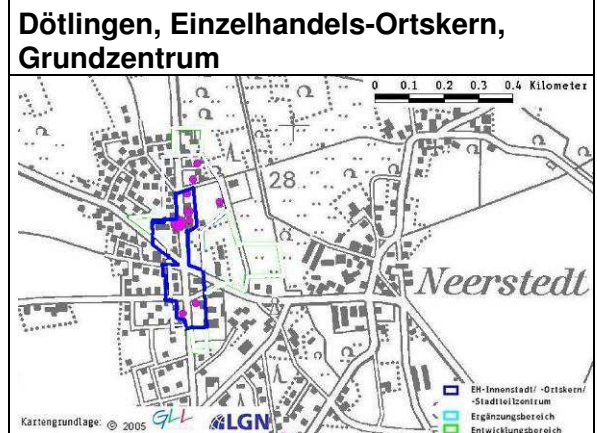 Dötlingen, Einzelhandels-Ortskern,
Grundzentrum
0 0.1 0.2 0.3 0.4 Kilometer
28
Neerstedt
EH-Innenstadt/ -Ortskern/
-Stadtteilzentrum
Ergänzungsbereich
Entwicklungsbereich
Kartengrundlage: © 2005 GLL LGN